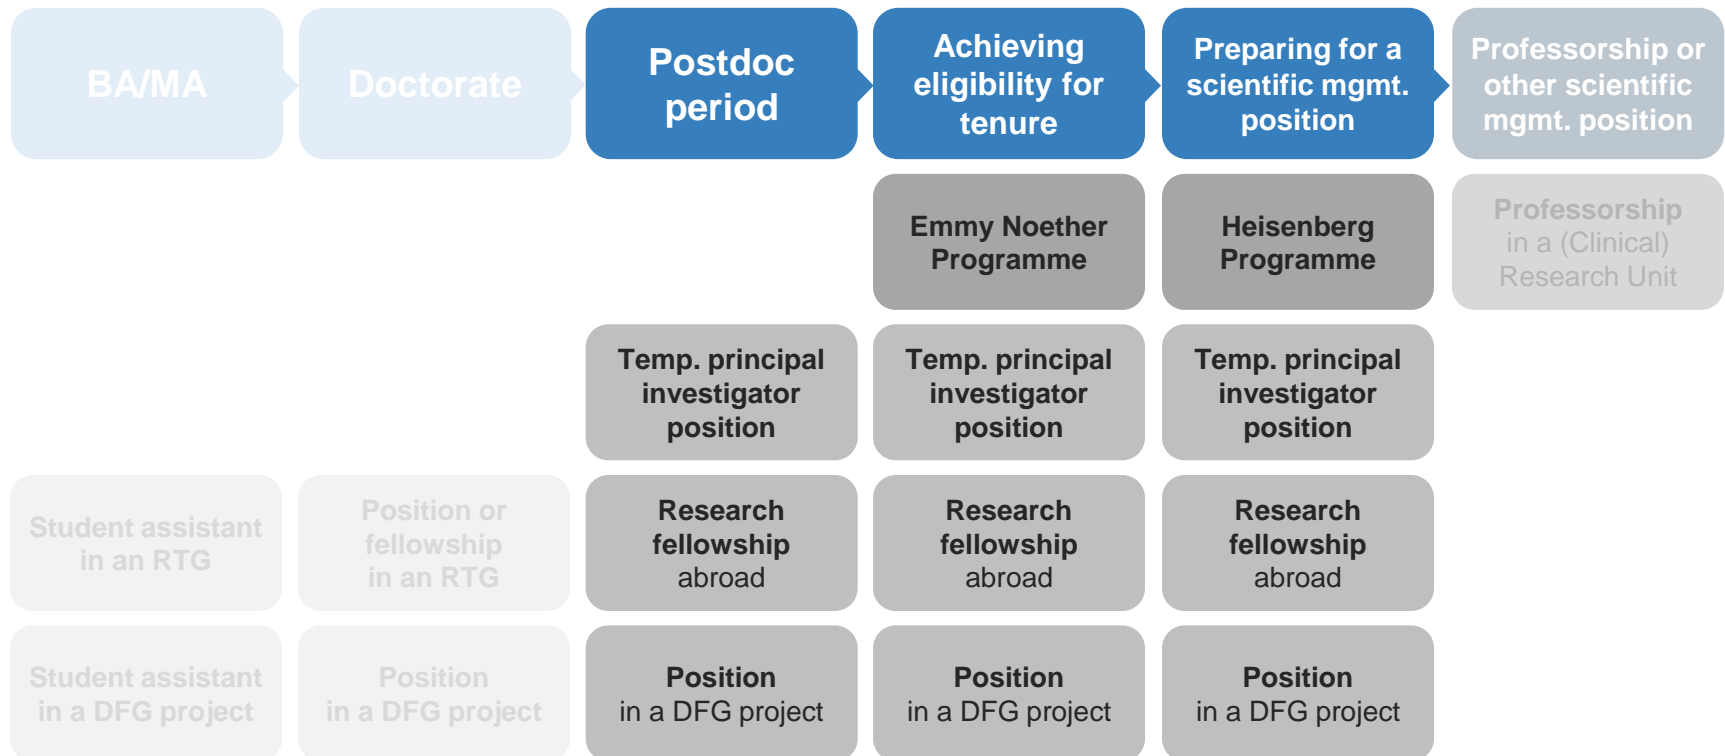 BA/MA
Doctorate
Postdoc
period
Achieving
eligibility for
tenure
Preparing for a
scientific mgmt.
position
Professorship or
other scientific
mgmt. position
Emmy Noether
Programme
Heisenberg
Programme
Professorship
in a (Clinical)
Research Unit
Temp. principal
investigator
position
Temp. principal
investigator
position
Temp. principal
investigator
position
Student assistant
in an RTG
Position or
fellowship
in an RTG
Research
fellowship
abroad
Research
fellowship
abroad
Research
fellowship
abroad
Student assistant
in a DFG project
Position
in a DFG project
Position
in a DFG project
Position
in a DFG project
Position
in a DFG project